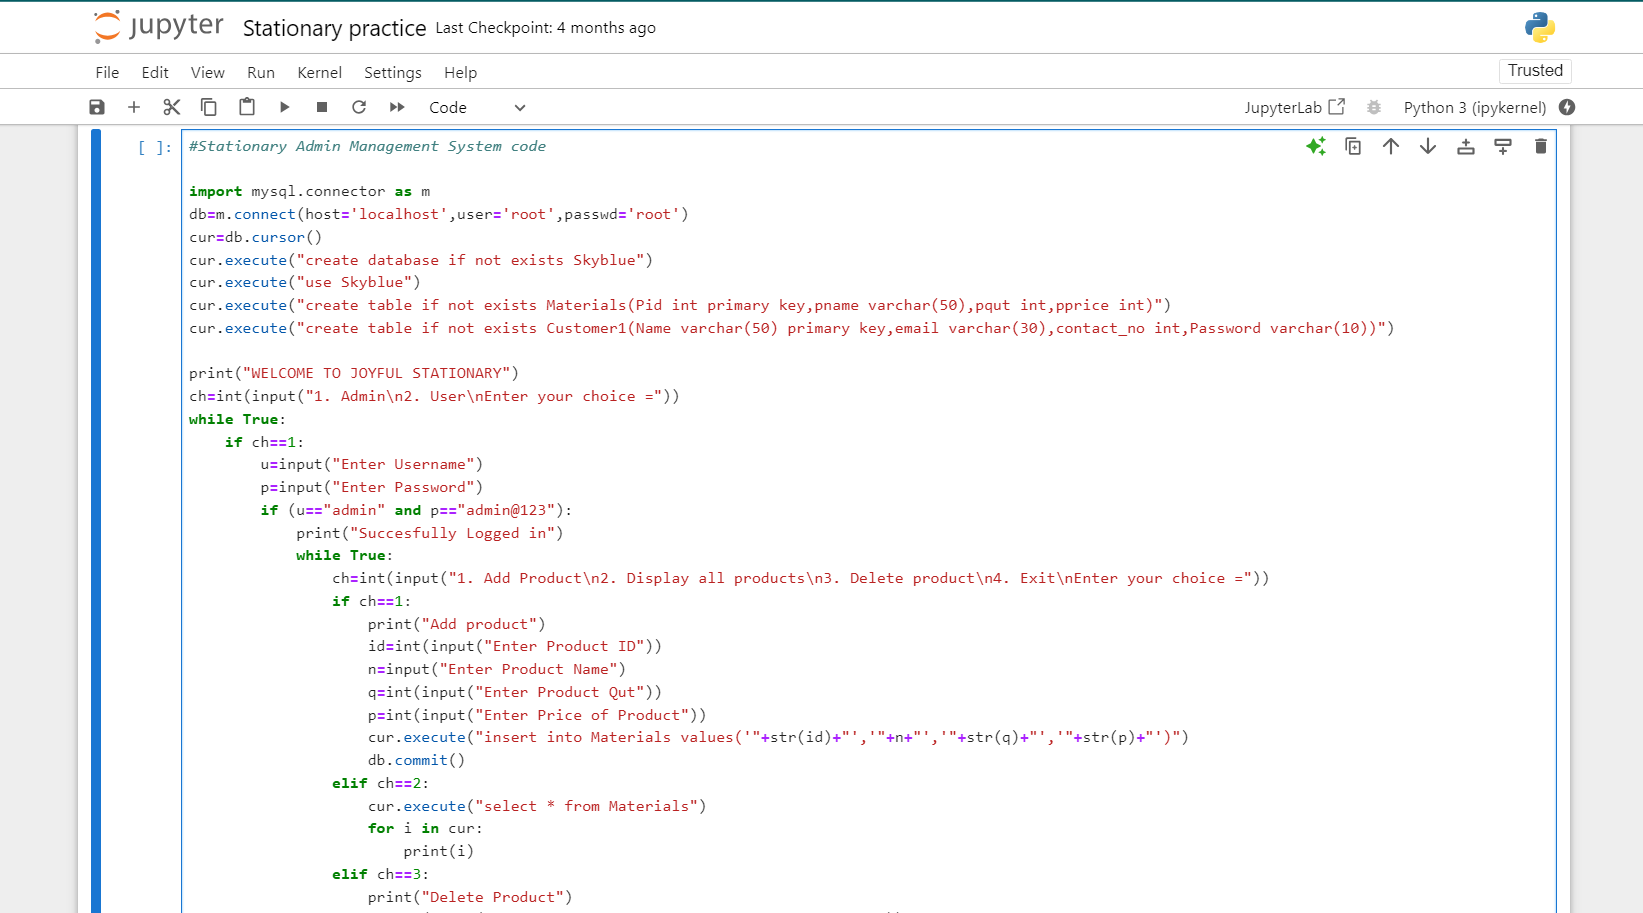 jupyter Stationary practice Last Checkpoint: 4 months ago
File Edit View Run Kernel Settings Help Trusted
Code JupyterLab Python 3 (ipykernel)
[ ]: #Stationary Admin Management System code
import mysql.connector as m
db=m.connect(host='localhost',user='root',passwd='root')
cur=db.cursor()
cur.execute("create database if not exists Skyblue")
cur.execute("use Skyblue")
cur.execute("create table if not exists Materials(Pid int primary key,pname varchar(50),pqut int,pprice int)")
cur.execute("create table if not exists Customer1(Name varchar(50) primary key,email varchar(30),contact_no int,Password varchar(10))")
print("WELCOME TO JOYFUL STATIONARY")
ch=int(input("1. Admin\n2. User\nEnter your choice ="))
while True:
    if ch==1:
        u=input("Enter Username")
        p=input("Enter Password")
        if (u=="admin" and p=="admin@123"):
            print("Succesfully Logged in")
            while True:
                ch=int(input("1. Add Product\n2. Display all products\n3. Delete product\n4. Exit\nEnter your choice ="))
                if ch==1:
                    print("Add product")
                    id=int(input("Enter Product ID"))
                    n=input("Enter Product Name")
                    q=int(input("Enter Product Qut"))
                    p=int(input("Enter Price of Product"))
                    cur.execute("insert into Materials values('"+str(id)+"','"+n+"','"+str(q)+"','"+str(p)+"')")
                    db.commit()
                elif ch==2:
                    cur.execute("select * from Materials")
                    for i in cur:
                        print(i)
                elif ch==3:
                    print("Delete Product")